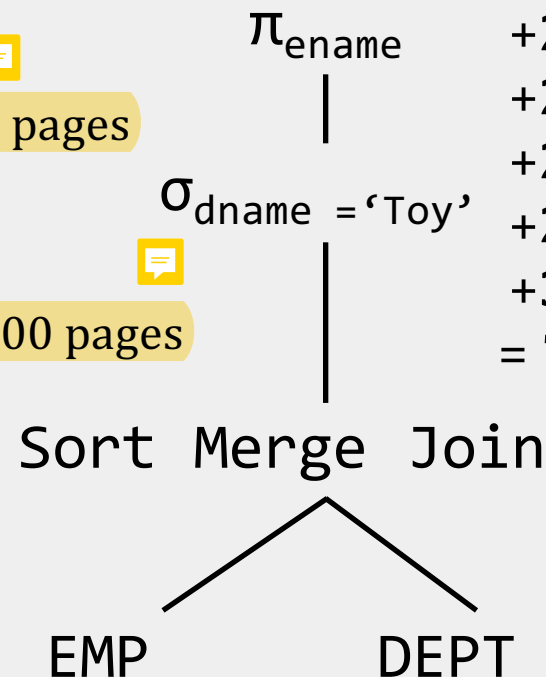 π ename
pages
σ dname =‘Toy’
00 pages
Sort Merge Join
EMP DEPT